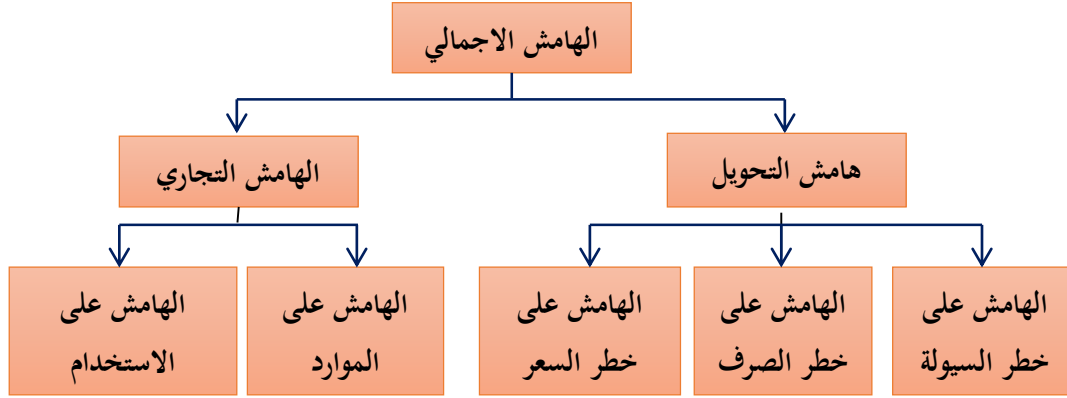 الهامش الاجمالي
هامش التحويل
الهامش التجاري
الهامش على
خطر السيولة
الهامش على
خطر الصرف
الهامش على
خطر السعر
الهامش على
الموارد
الهامش على
الاستخدام